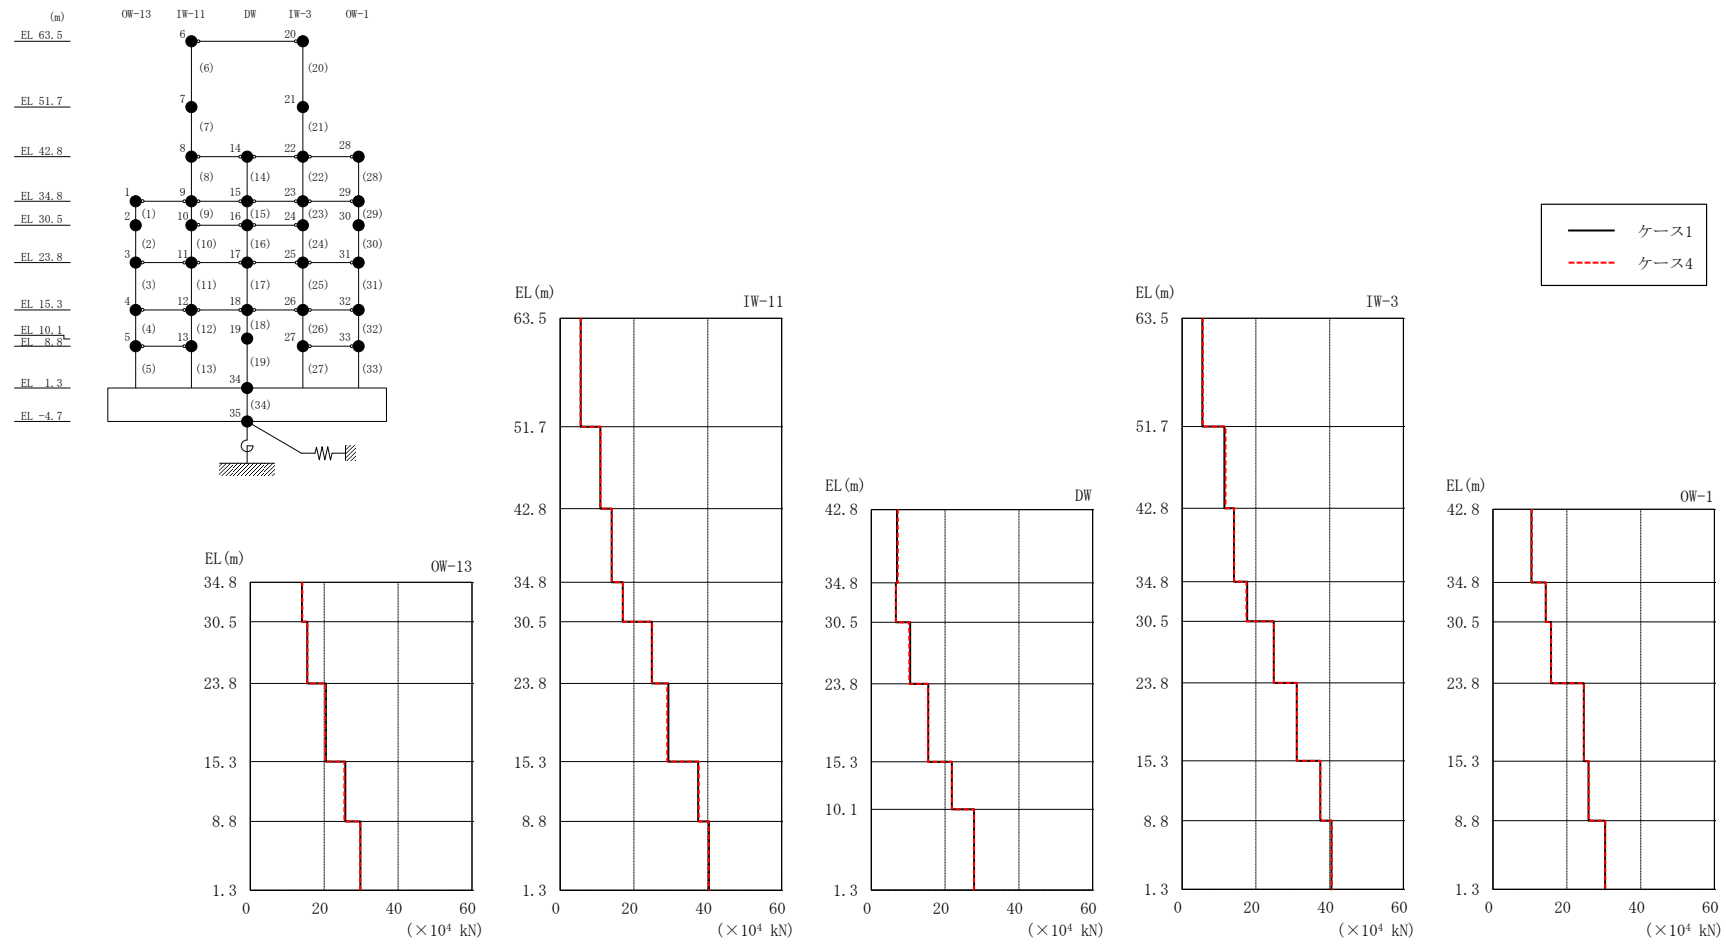 (m) OW-13 IW-11 DW IW-3 OW-1
EL 63.5 6 20
(6) (20)
EL 51.7 7 21
(7) (21)
EL 42.8 8 14 22 28
(8) (14) (22) (28)
EL 34.8 1 9 15 23 29
(1) (9) (15) (23) (29)
EL 30.5 2 10 16 24 30
(2) (10) (16) (24) (30)
EL 23.8 3 11 17 25 31
(3) (11) (17) (25) (31)
EL 15.3 4 12 18 26 32
(4) (12) (18) (26) (32)
EL 10.1 19
EL 8.8 5 13 27 33
(5) (13) (19) (27) (33)
EL 1.3 34
(34)
EL -4.7 35
ケース1
ケース4
EL(m) OW-13
34.8
30.5
23.8
15.3
8.8
1.3
0 20 40 60
(×10⁴ kN)
EL(m) IW-11
63.5
51.7
42.8
34.8
30.5
23.8
15.3
8.8
1.3
0 20 40 60
(×10⁴ kN)
EL(m) DW
42.8
34.8
30.5
23.8
15.3
10.1
1.3
0 20 40 60
(×10⁴ kN)
EL(m) IW-3
63.5
51.7
42.8
34.8
30.5
23.8
15.3
8.8
1.3
0 20 40 60
(×10⁴ kN)
EL(m) OW-1
42.8
34.8
30.5
23.8
15.3
8.8
1.3
0 20 40 60
(×10⁴ kN)